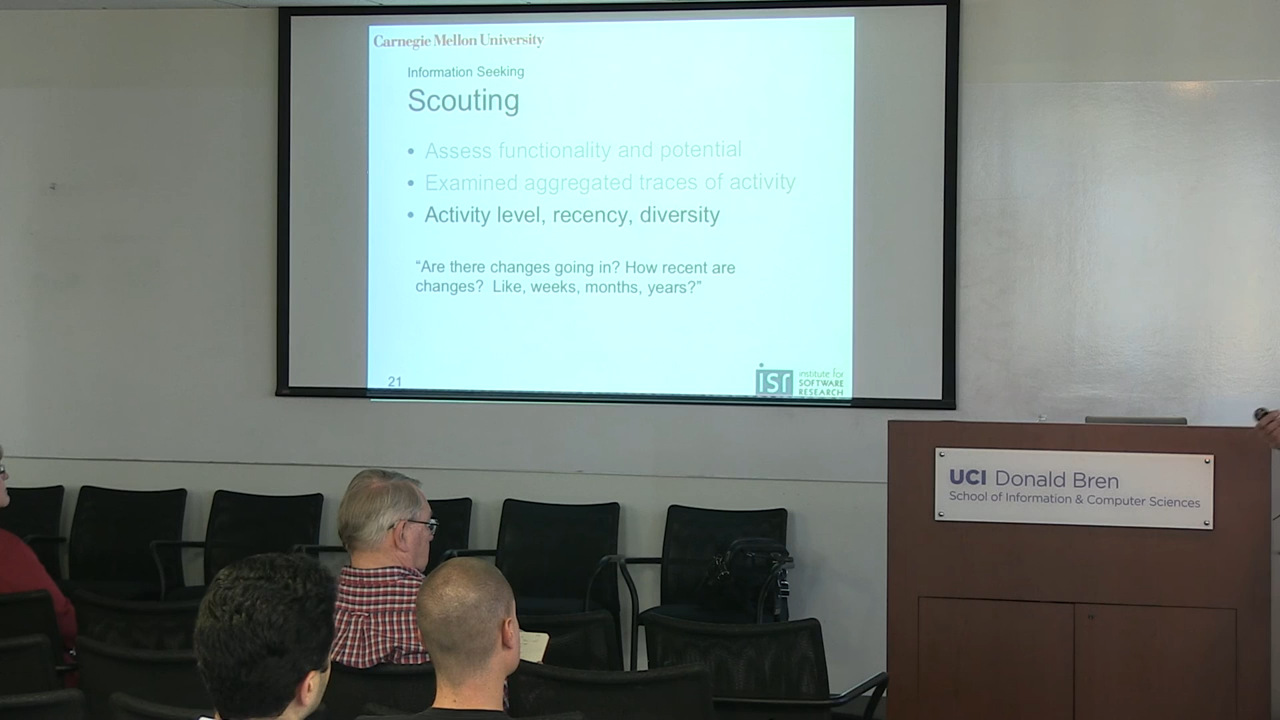 Carnegie Mellon University
Information Seeking
Scouting
• Assess functionality and potential
• Examined aggregated traces of activity
• Activity level, recency, diversity
“Are there changes going in? How recent are
changes? Like, weeks, months, years?”
21
isr institute for
SOFTWARE
RESEARCH
UCI Donald Bren
School of Information & Computer Sciences